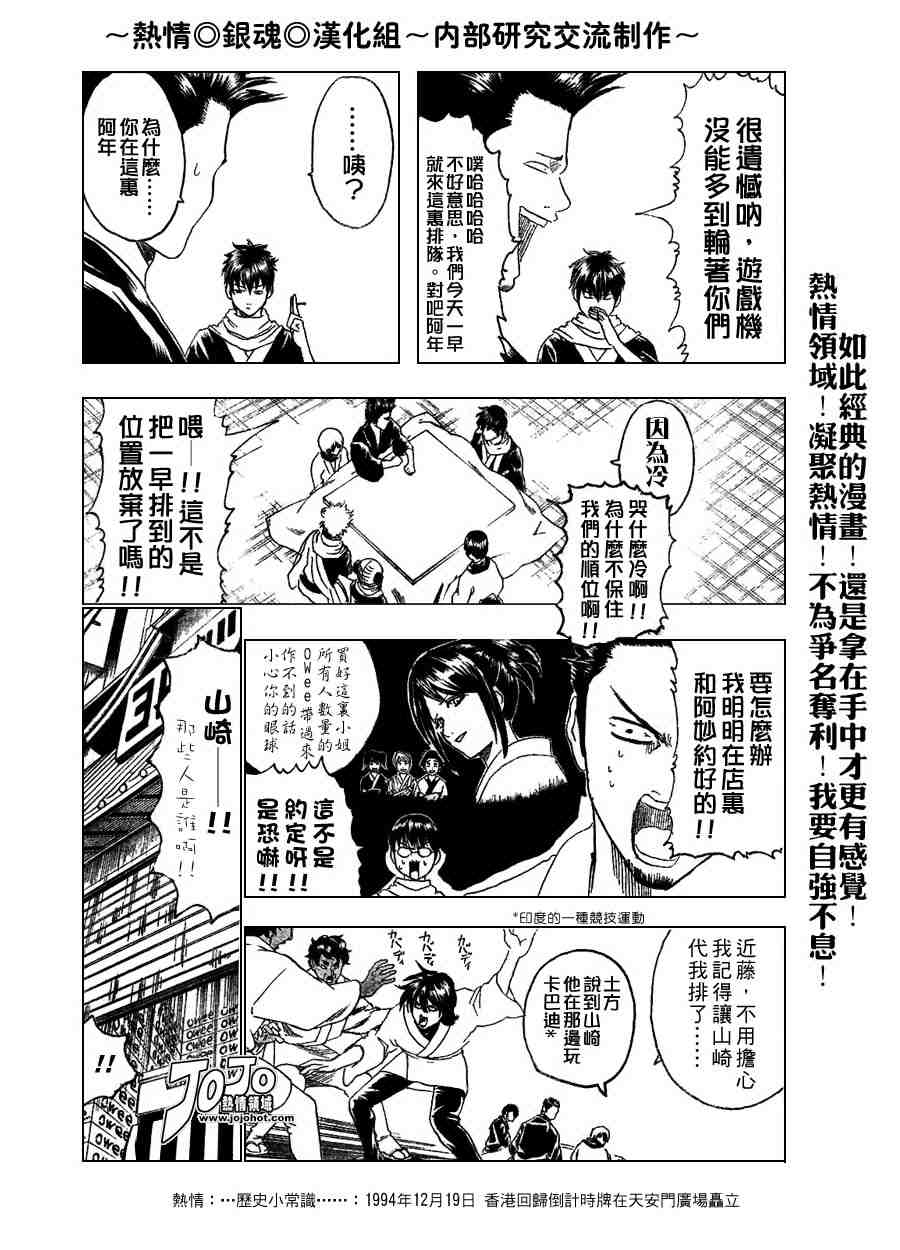 ～熱情◎銀魂◎漢化組～内部研究交流制作～
很遺憾吶，遊戲機
沒能多到輪著你們
噗哈哈哈哈
不好意思，我們今天一早
就來這裏排隊。對吧阿年
……咦？
為什麼……
你在這裏
阿年
因為冷
哭什麼冷啊!!
為什麼不保住
我們的順位啊!!
喂─!!這不是
把一早排到的
位置放棄了嗎!!
要怎麼辦
我明明在店裏
和阿妙約好的!!
買好這裏小姐
所有人數量的
owee帶過來
作不到的話
小心你的眼球
這不是
約定呀
是恐嚇!!
山崎─!!
那些人是誰啊!!
*印度的一種競技運動
近藤，不用擔心
我記得讓山崎
代我排了……
土方
說到山崎
他在那邊玩
卡巴迪*
カバディ
カバディ
カバディ
!!
owee
owee
owee
owee
JOJO
熱情領域
www.jojohot.com
如此經典的漫畫！還是拿在手中才更有感覺！
熱情領域！凝聚熱情！不為爭名奪利！我要自強不息！
熱情：…歷史小常識……：1994年12月19日 香港回歸倒計時牌在天安門廣場矗立